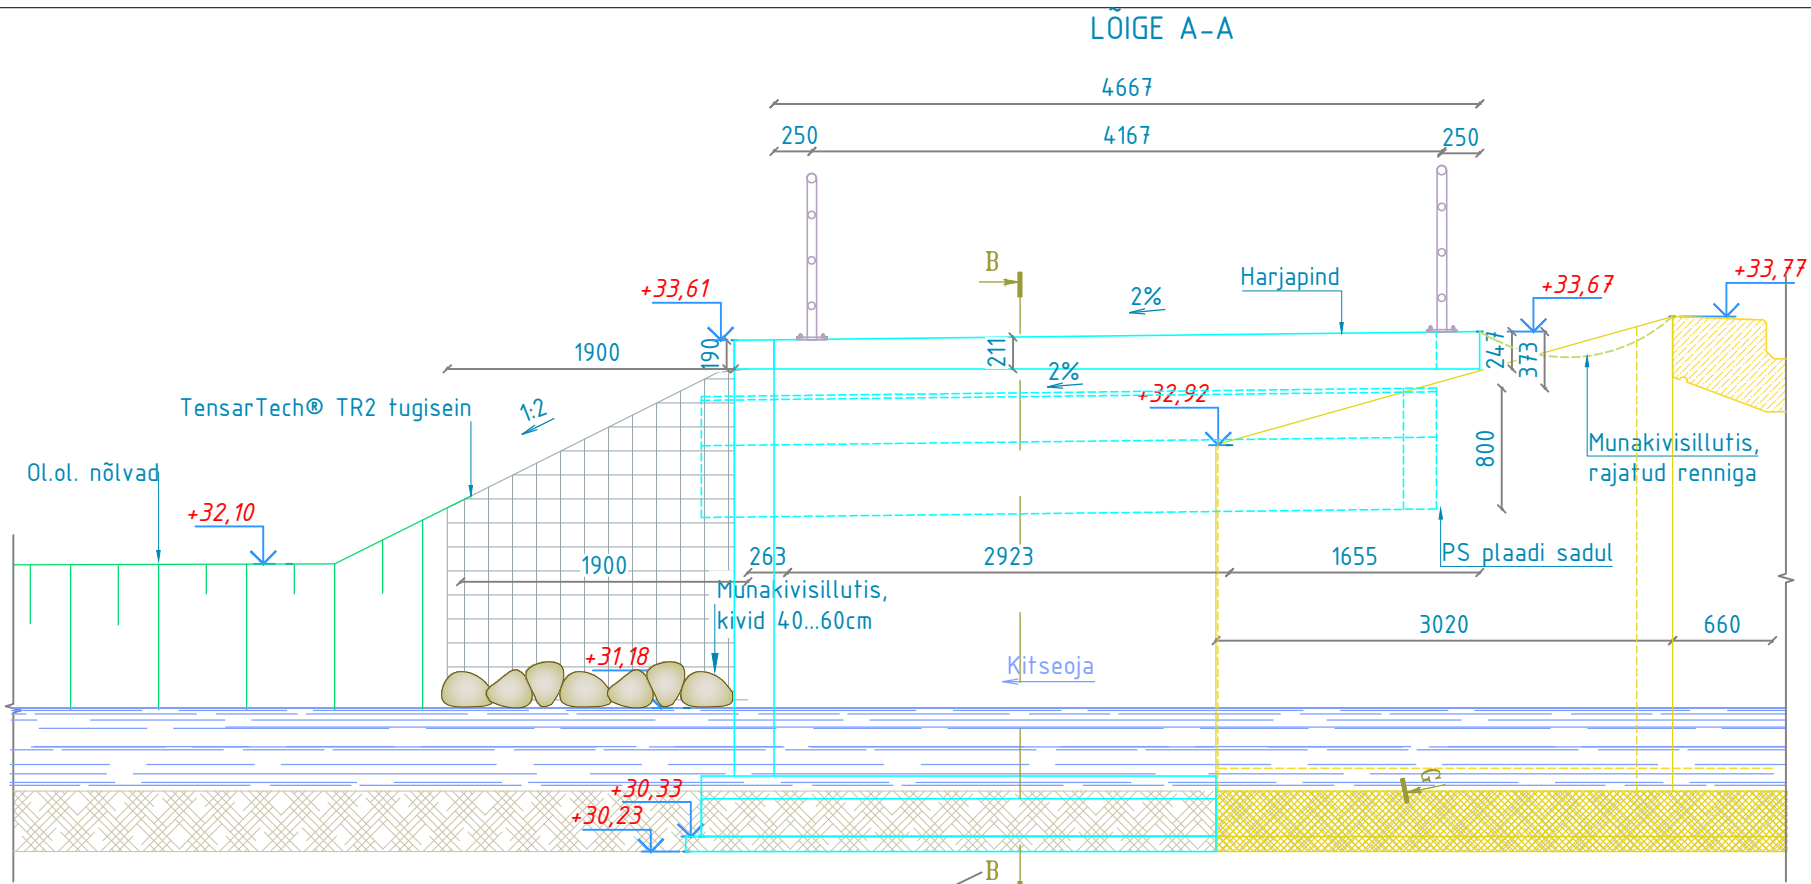 LÕIGE A-A
4667
250
4167
250
B
+33,61
2%
Harjapind
+33,67
+33,77
1900
190
211
247
373
2%
+32,92
TensarTech® TR2 tugisein
1:2
Ol.ol. nõlvad
+32,10
800
Munakivisillutis,
rajatud renniga
263
2923
1655
PS plaadi sadul
1900
Munakivisillutis,
kivid 40...60cm
3020
660
+31,18
Kitseoja
G
+30,33
+30,23
B